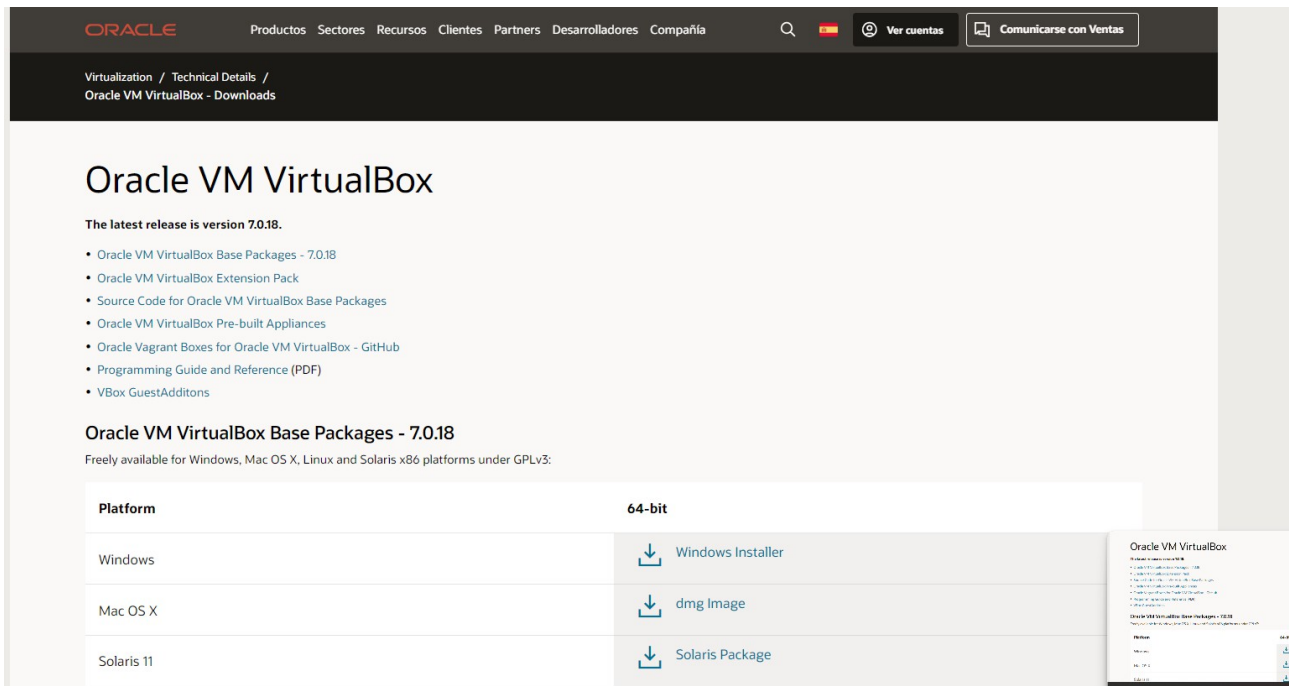 ORACLE
Productos Sectores Recursos Clientes Partners Desarrolladores Compañía
Ver cuentas
Comunicarse con Ventas
Virtualization / Technical Details /
Oracle VM VirtualBox - Downloads
Oracle VM VirtualBox
The latest release is version 7.0.18.
• Oracle VM VirtualBox Base Packages - 7.0.18
• Oracle VM VirtualBox Extension Pack
• Source Code for Oracle VM VirtualBox Base Packages
• Oracle VM VirtualBox Pre-built Appliances
• Oracle Vagrant Boxes for Oracle VM VirtualBox - GitHub
• Programming Guide and Reference (PDF)
• VBox GuestAdditons
Oracle VM VirtualBox Base Packages - 7.0.18
Freely available for Windows, Mac OS X, Linux and Solaris x86 platforms under GPLv3:
Platform 64-bit
Windows Windows Installer
Mac OS X dmg Image
Solaris 11 Solaris Package
Oracle VM VirtualBox